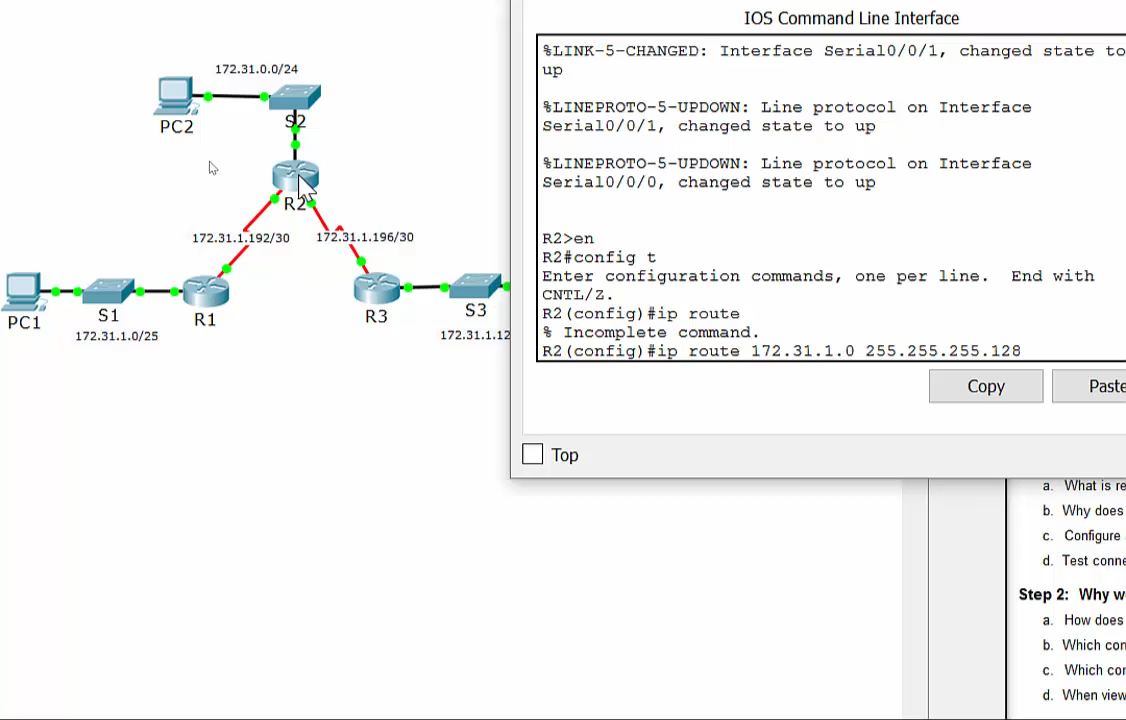 IOS Command Line Interface
%LINK-5-CHANGED: Interface Serial0/0/1, changed state to
up
%LINEPROTO-5-UPDOWN: Line protocol on Interface
Serial0/0/1, changed state to up
%LINEPROTO-5-UPDOWN: Line protocol on Interface
Serial0/0/0, changed state to up
R2>en
R2#config t
Enter configuration commands, one per line.  End with
CNTL/Z.
R2(config)#ip route
% Incomplete command.
R2(config)#ip route 172.31.1.0 255.255.255.128
Copy
Paste
Top
172.31.0.0/24
PC2
S2
R2
172.31.1.192/30
172.31.1.196/30
PC1
S1
R1
R3
S3
172.31.1.0/25
172.31.1.12
a. What is re
b. Why does
c. Configure
d. Test conne
Step 2: Why w
a. How does
b. Which con
c. Which cor
d. When view